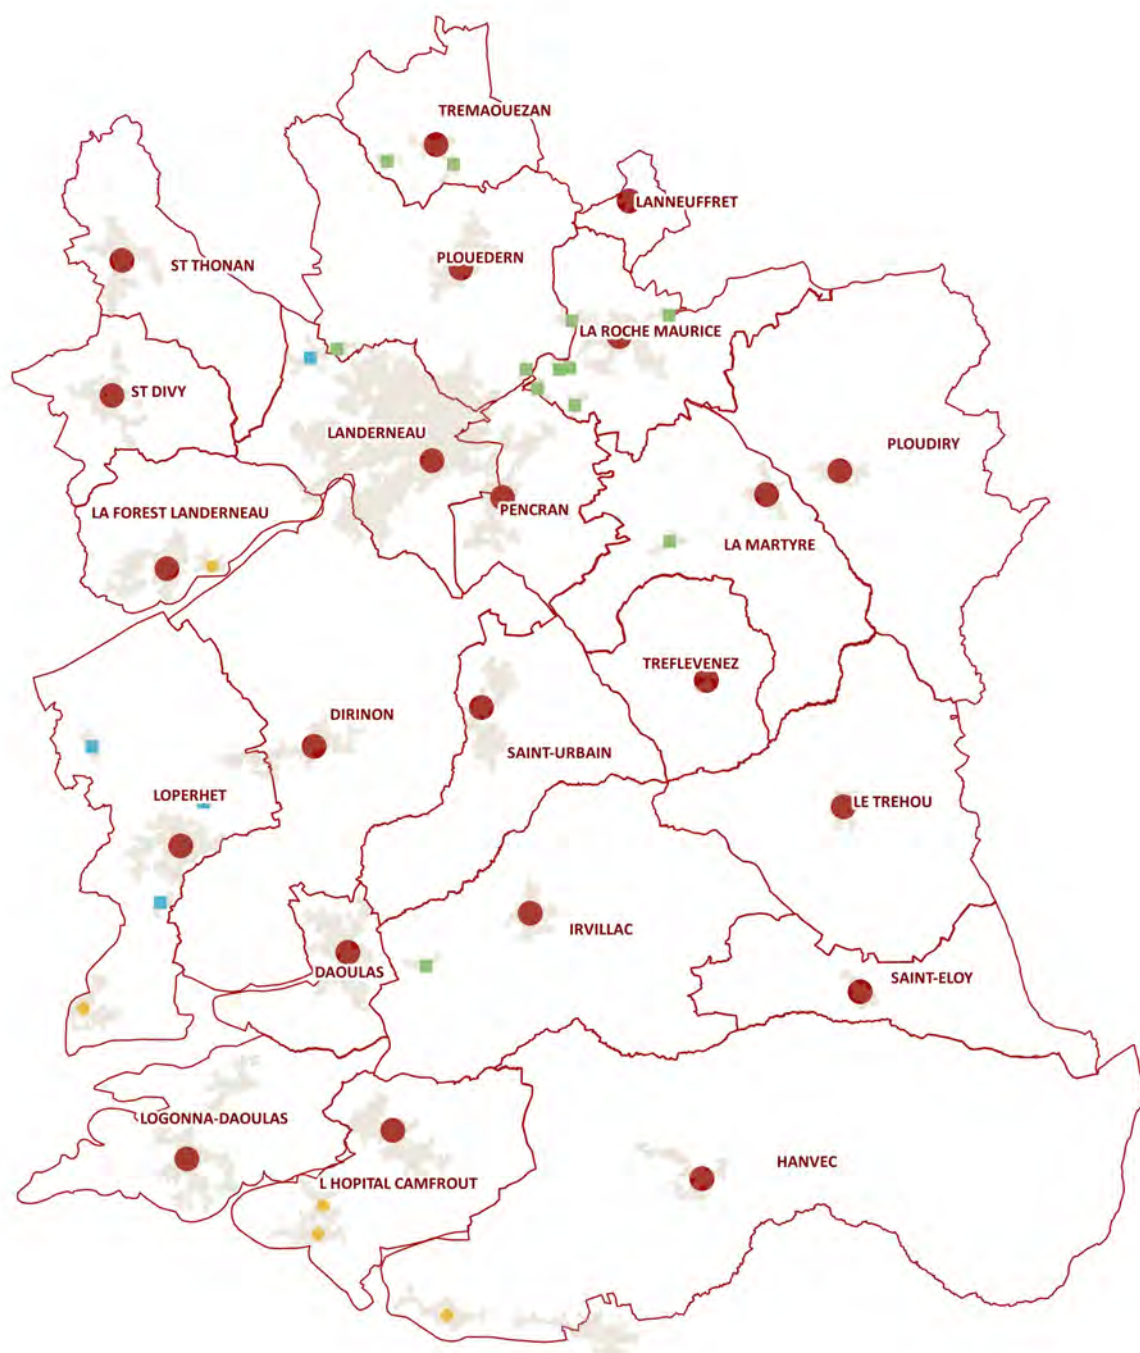 TREMAOUEZAN
LANNEUFFRET
PLOUEDERN
ST THONAN
LA ROCHE MAURICE
ST DIVY
LANDERNEAU
PLOUDIRY
PENCRAN
LA FOREST LANDERNEAU
LA MARTYRE
TREFLEVENEZ
DIRINON
SAINT-URBAIN
LOPERHET
LE TREHOU
IRVILLAC
DAOULAS
SAINT-ELOY
LOGONNA-DAOULAS
HANVEC
L HOPITAL CAMFROUT